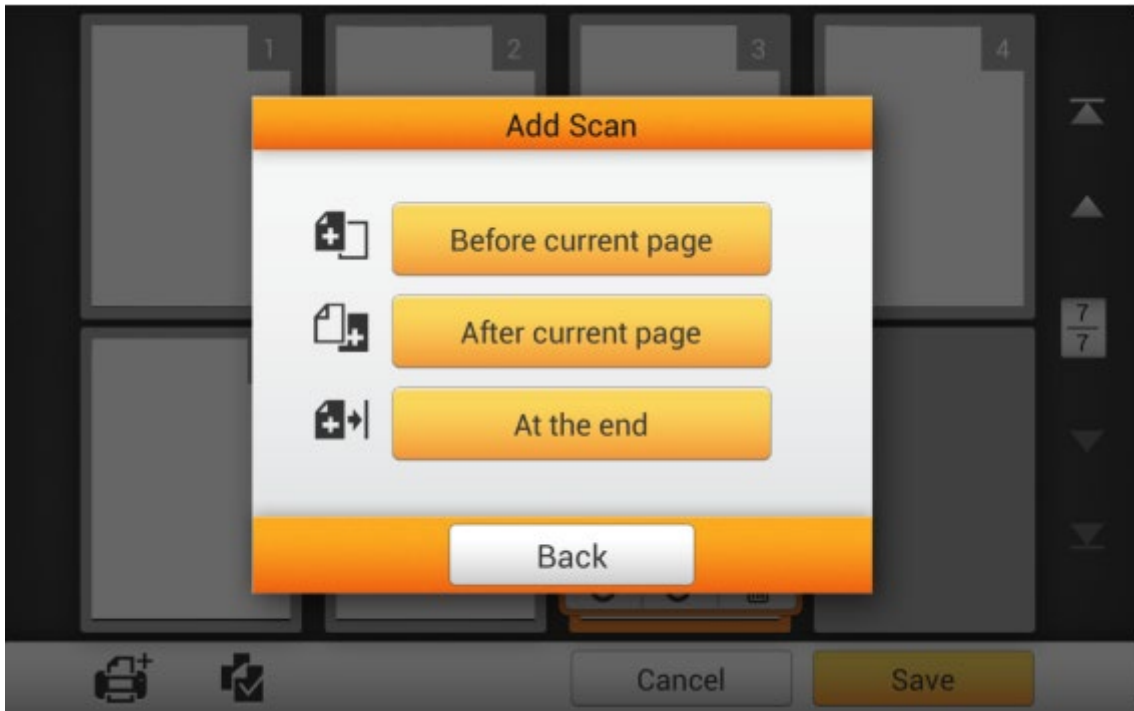 1 2 3 4
Add Scan
Before current page
After current page
7
7
At the end
Back
Cancel Save